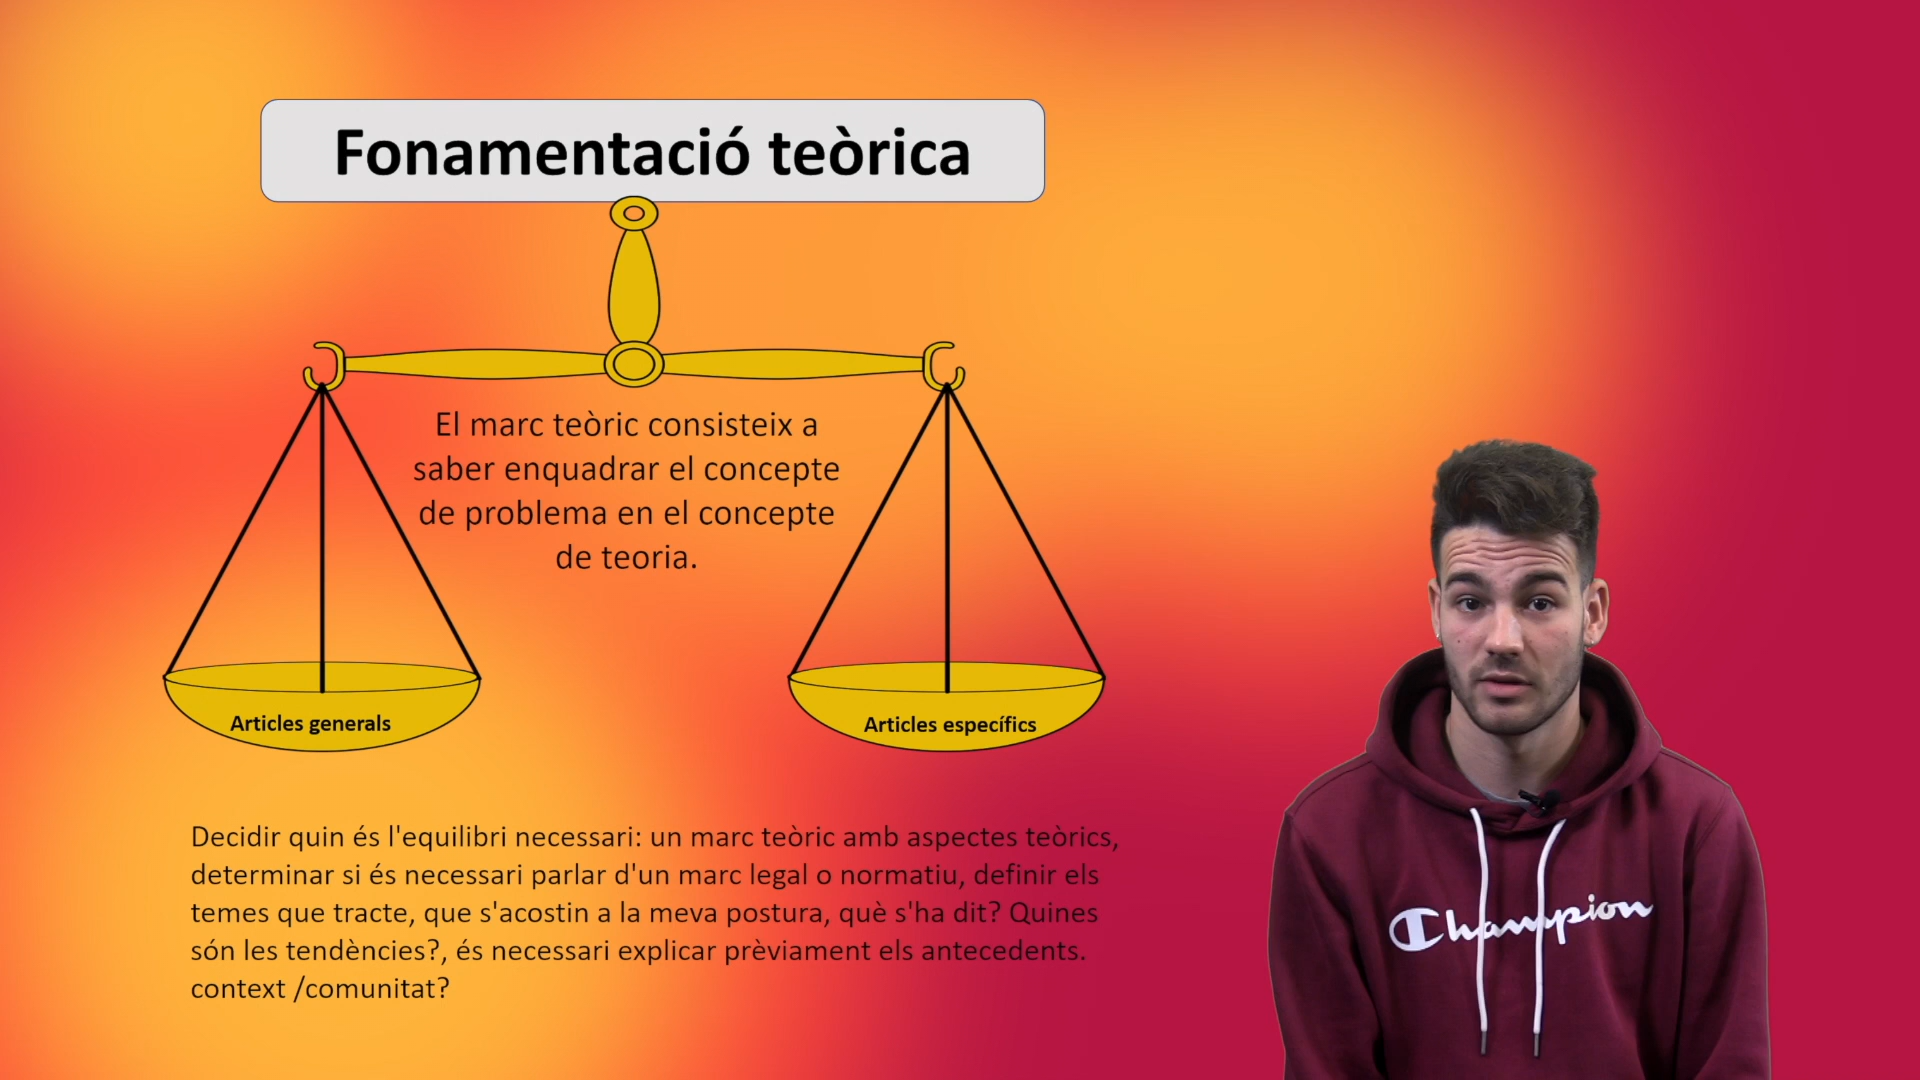 Fonamentació teòrica
El marc teòric consisteix a
saber enquadrar el concepte
de problema en el concepte
de teoria.
Articles generals
Articles específics
Decidir quin és l'equilibri necessari: un marc teòric amb aspectes teòrics,
determinar si és necessari parlar d'un marc legal o normatiu, definir els
temes que tracte, que s'acostin a la meva postura, què s'ha dit? Quines
són les tendències?, és necessari explicar prèviament els antecedents.
context /comunitat?
Champion